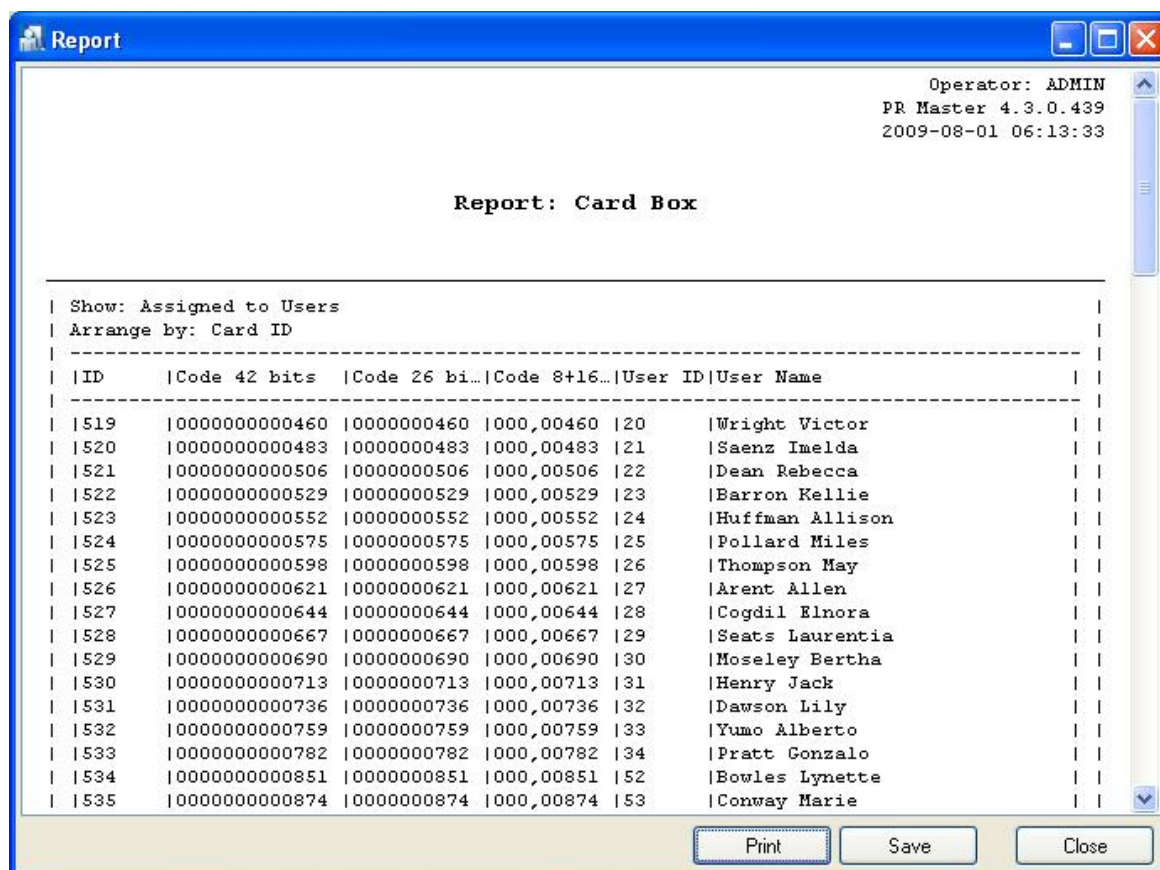 Report
Operator: ADMIN
PR Master 4.3.0.439
2009-08-01 06:13:33
Report: Card Box
| Show: Assigned to Users |
| Arrange by: Card ID |
| |ID |Code 42 bits |Code 26 bi…|Code 8+16…|User ID|User Name | |
| |519 |0000000000460 |0000000460 |000,00460 |20 |Wright Victor | |
| |520 |0000000000483 |0000000483 |000,00483 |21 |Saenz Imelda | |
| |521 |0000000000506 |0000000506 |000,00506 |22 |Dean Rebecca | |
| |522 |0000000000529 |0000000529 |000,00529 |23 |Barron Kellie | |
| |523 |0000000000552 |0000000552 |000,00552 |24 |Huffman Allison | |
| |524 |0000000000575 |0000000575 |000,00575 |25 |Pollard Miles | |
| |525 |0000000000598 |0000000598 |000,00598 |26 |Thompson May | |
| |526 |0000000000621 |0000000621 |000,00621 |27 |Arent Allen | |
| |527 |0000000000644 |0000000644 |000,00644 |28 |Cogdil Elnora | |
| |528 |0000000000667 |0000000667 |000,00667 |29 |Seats Laurentia | |
| |529 |0000000000690 |0000000690 |000,00690 |30 |Moseley Bertha | |
| |530 |0000000000713 |0000000713 |000,00713 |31 |Henry Jack | |
| |531 |0000000000736 |0000000736 |000,00736 |32 |Dawson Lily | |
| |532 |0000000000759 |0000000759 |000,00759 |33 |Yumo Alberto | |
| |533 |0000000000782 |0000000782 |000,00782 |34 |Pratt Gonzalo | |
| |534 |0000000000851 |0000000851 |000,00851 |52 |Bowles Lynette | |
| |535 |0000000000874 |0000000874 |000,00874 |53 |Conway Marie | |
Print Save Close